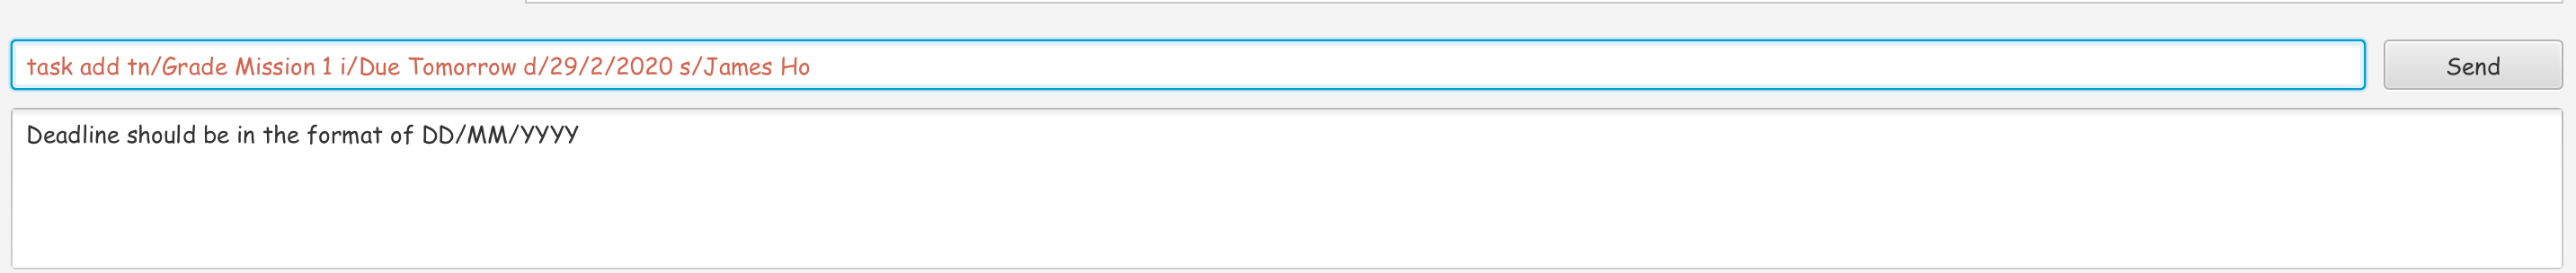 task add tn/Grade Mission 1 i/Due Tomorrow d/29/2/2020 s/James Ho
Send
Deadline should be in the format of DD/MM/YYYY